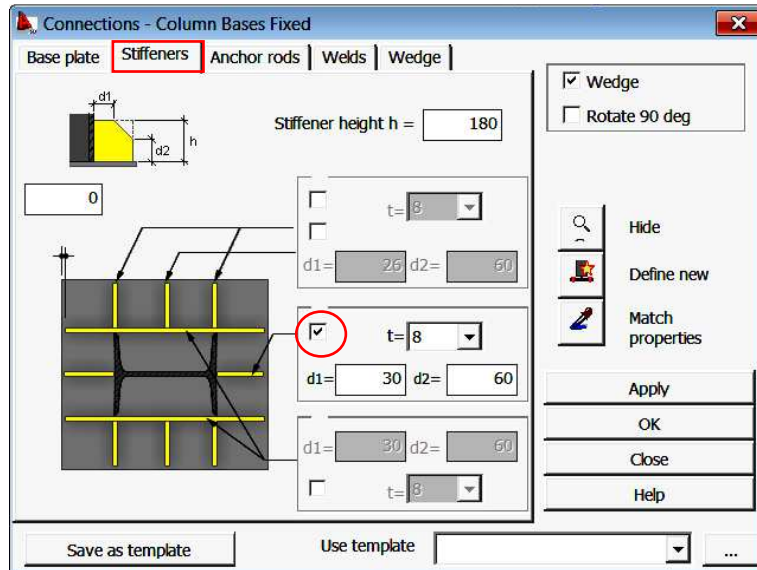 Connections - Column Bases Fixed
Base plate Stiffeners Anchor rods Welds Wedge
Wedge
Rotate 90 deg
d1
d2
h
Stiffener height h = 180
0
t= 8
d1= 26 d2= 60
t= 8
d1= 30 d2= 60
d1= 30 d2= 60
t= 8
Hide
Define new
Match
properties
Apply
OK
Close
Help
Save as template Use template ...